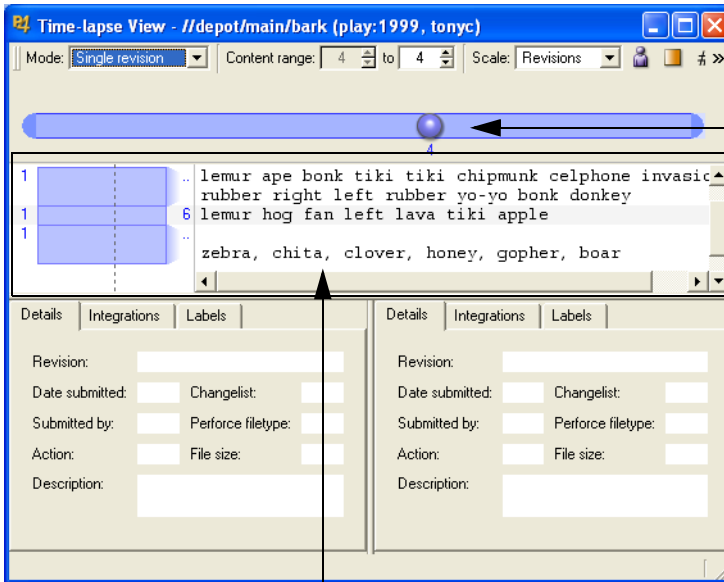 Time-lapse View - //depot/main/bark (play:1999, tonyc)
Mode: Single revision Content range: 4 to 4 Scale: Revisions »
4
1 .. lemur ape bonk tiki tiki chipmunk celphone invasio
rubber right left rubber yo-yo bonk donkey
1 6 lemur hog fan left lava tiki apple
1 ..
zebra, chita, clover, honey, gopher, boar
Details Integrations Labels Details Integrations Labels
Revision: Revision:
Date submitted: Changelist: Date submitted: Changelist:
Submitted by: Perforce filetype: Submitted by: Perforce filetype:
Action: File size: Action: File size:
Description: Description: